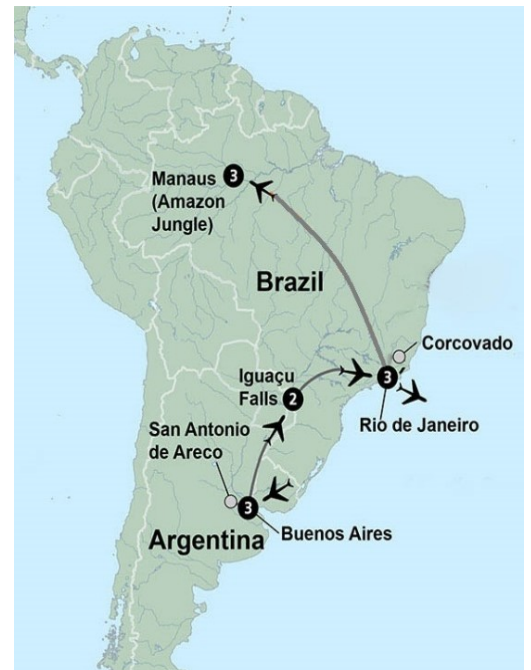 Manaus
(Amazon
Jungle)
3
Brazil
Corcovado
Iguaçu
Falls
2
3
Rio de Janeiro
San Antonio
de Areco
3
Buenos Aires
Argentina